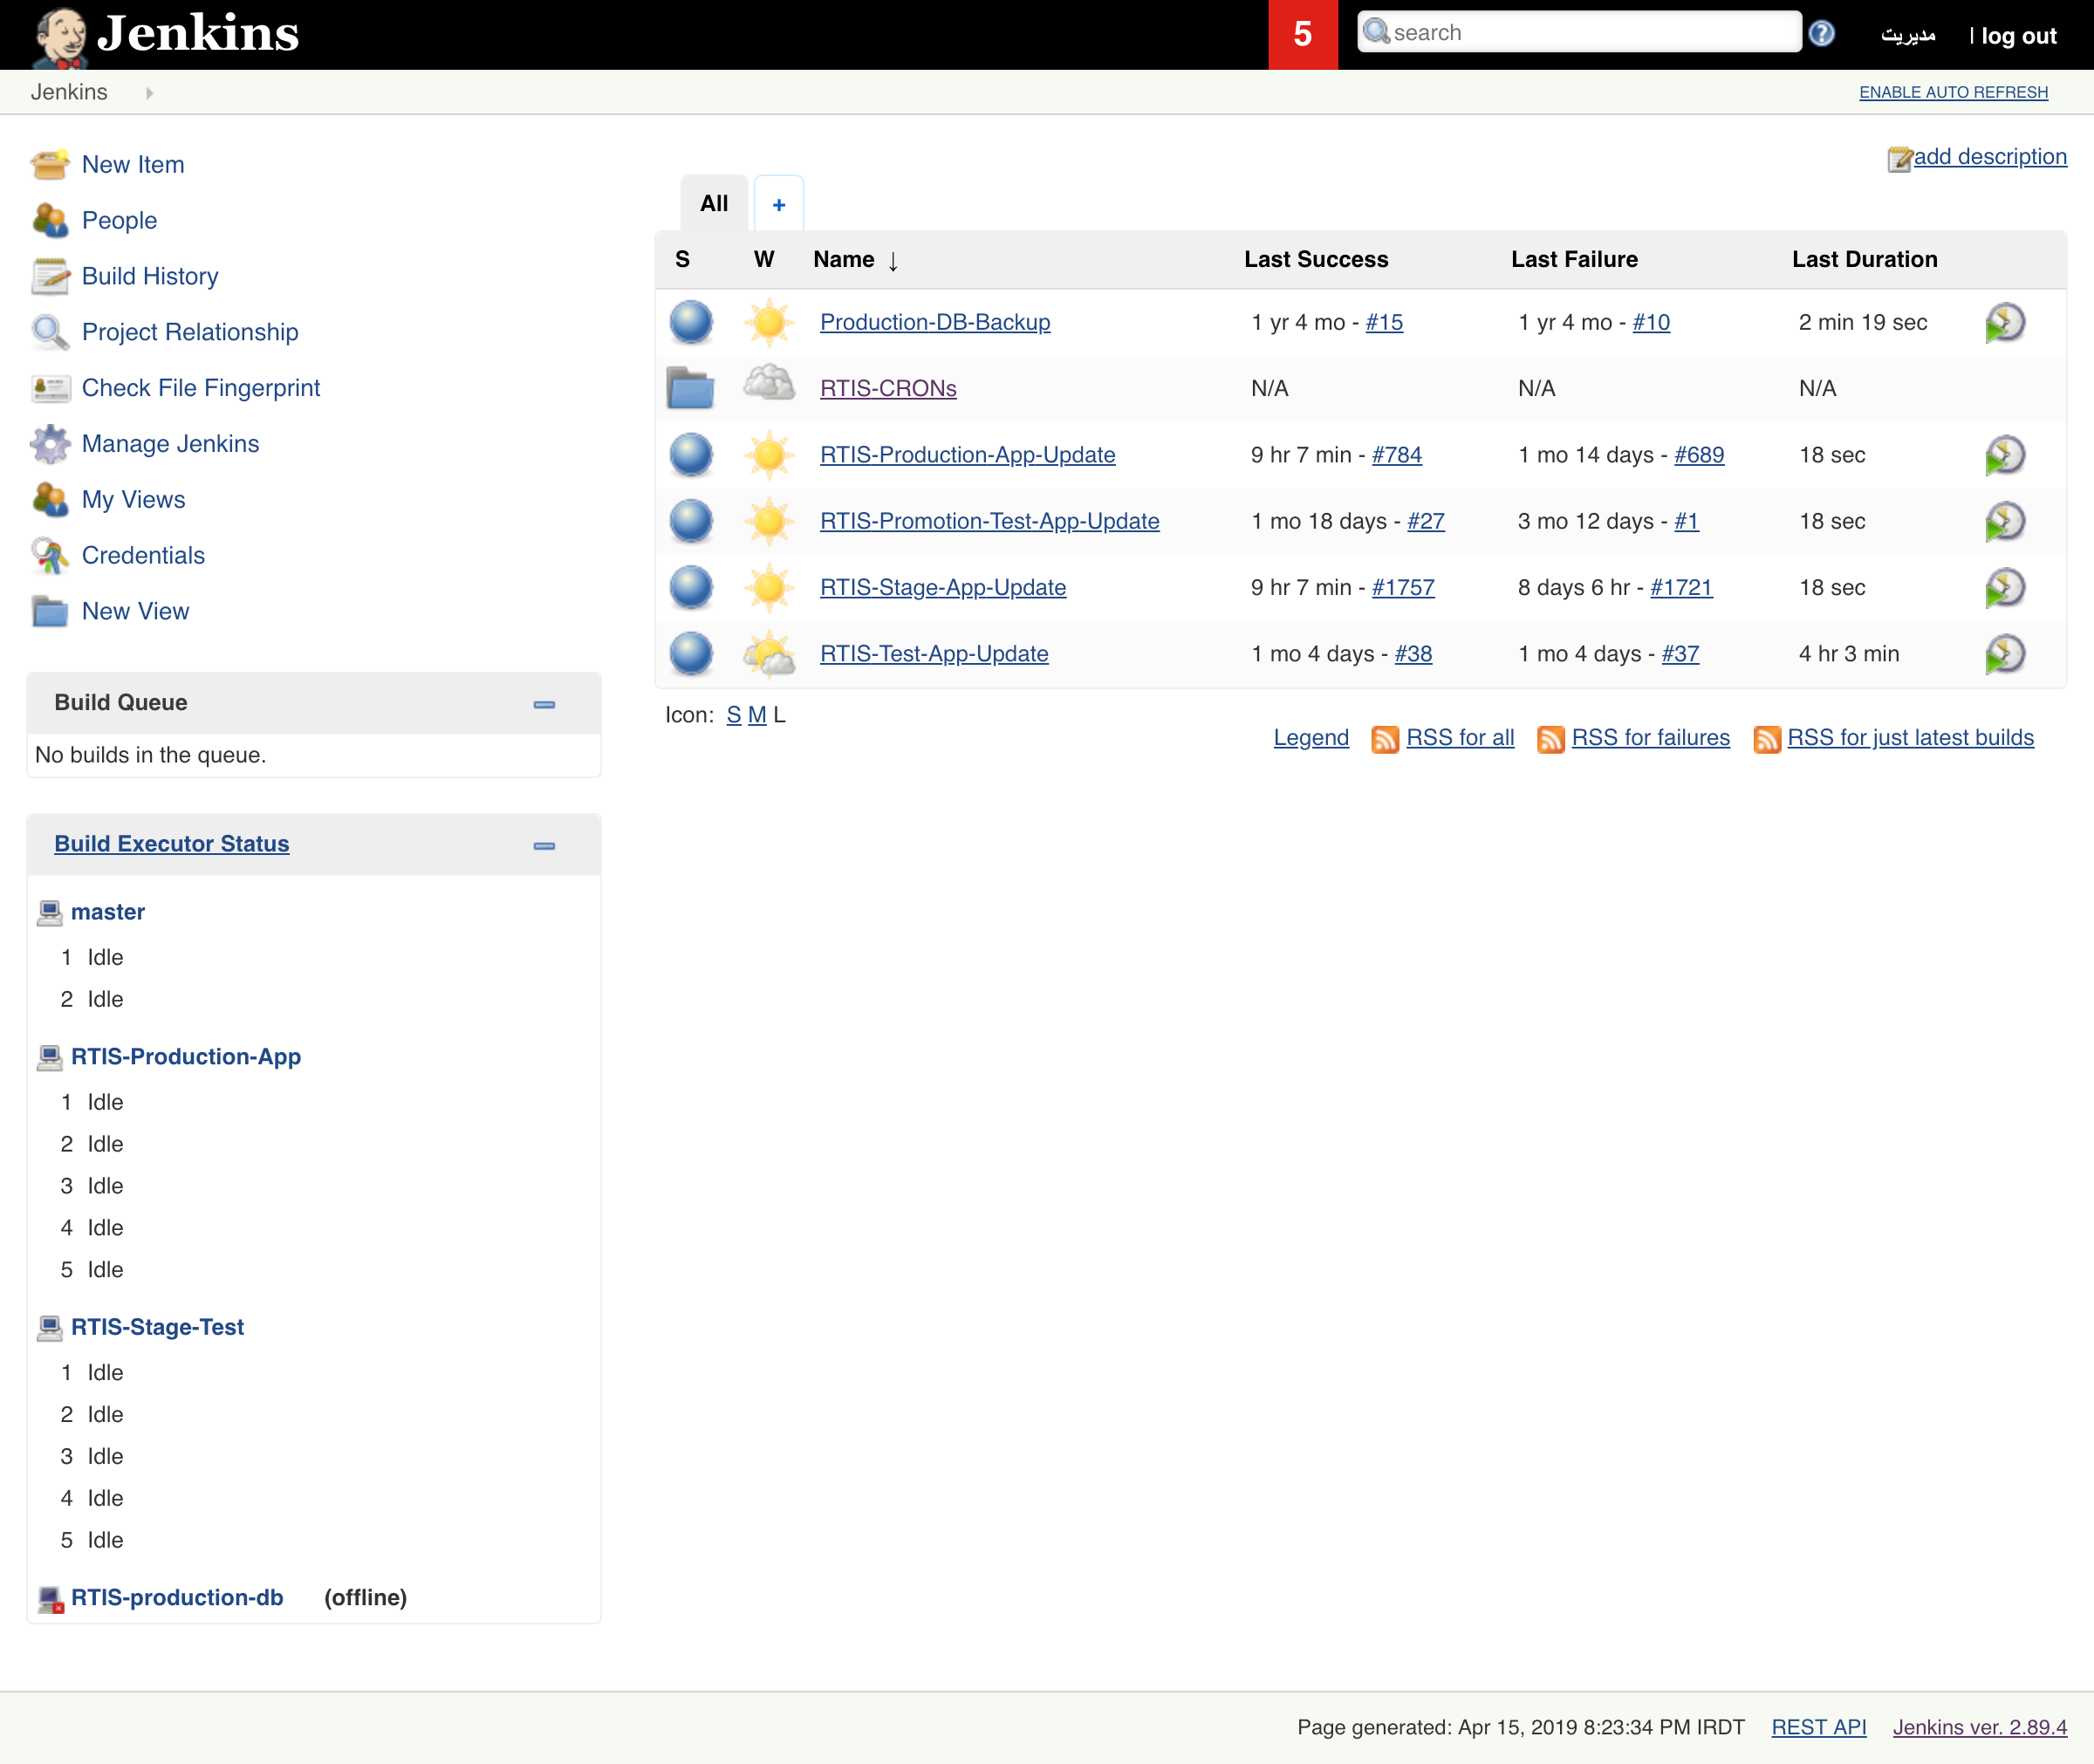 Jenkins
5
search
مدیریت
| log out
Jenkins
ENABLE AUTO REFRESH
New Item
People
Build History
Project Relationship
Check File Fingerprint
Manage Jenkins
My Views
Credentials
New View
Build Queue
No builds in the queue.
Build Executor Status
master
1 Idle
2 Idle
RTIS-Production-App
1 Idle
2 Idle
3 Idle
4 Idle
5 Idle
RTIS-Stage-Test
1 Idle
2 Idle
3 Idle
4 Idle
5 Idle
RTIS-production-db (offline)
add description
All +
S W Name ↓ Last Success Last Failure Last Duration
Production-DB-Backup 1 yr 4 mo - #15 1 yr 4 mo - #10 2 min 19 sec
RTIS-CRONs N/A N/A N/A
RTIS-Production-App-Update 9 hr 7 min - #784 1 mo 14 days - #689 18 sec
RTIS-Promotion-Test-App-Update 1 mo 18 days - #27 3 mo 12 days - #1 18 sec
RTIS-Stage-App-Update 9 hr 7 min - #1757 8 days 6 hr - #1721 18 sec
RTIS-Test-App-Update 1 mo 4 days - #38 1 mo 4 days - #37 4 hr 3 min
Icon: S M L
Legend RSS for all RSS for failures RSS for just latest builds
Page generated: Apr 15, 2019 8:23:34 PM IRDT REST API Jenkins ver. 2.89.4